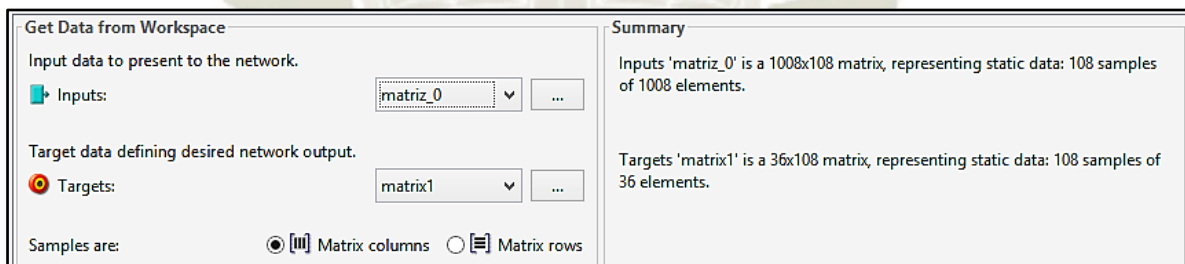 Get Data from Workspace
Input data to present to the network.
Inputs:
matriz_0
...
Target data defining desired network output.
Targets:
matrix1
...
Samples are:
Matrix columns
Matrix rows
Summary
Inputs 'matriz_0' is a 1008x108 matrix, representing static data: 108 samples
of 1008 elements.
Targets 'matrix1' is a 36x108 matrix, representing static data: 108 samples of
36 elements.